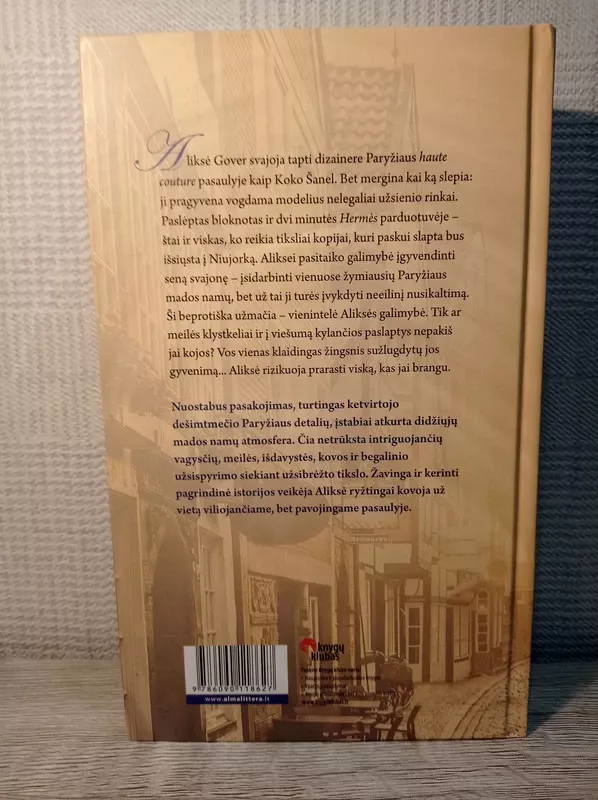 Aliksė Gover svajoja tapti dizainere Paryžiaus haute
couture pasaulyje kaip Koko Šanel. Bet mergina kai ką slepia:
ji pragyvena vogdama modelius nelegaliai užsienio rinkai.
Paslėptas bloknotas ir dvi minutės Hermès parduotuvėje –
štai ir viskas, ko reikia tiksliai kopijai, kuri paskui slapta bus
išsiųsta į Niujorką. Aliksei pasitaiko galimybė įgyvendinti
seną svajonę – įsidarbinti vienuose žymiausių Paryžiaus
mados namų, bet už tai ji turės įvykdyti neeilinį nusikaltimą.
Ši beprotiška užmačia – vienintelė Aliksės galimybė. Tik ar
meilės klystkeliai ir į viešumą kylančios paslaptys nepakiš
jai kojos? Vos vienas klaidingas žingsnis sužlugdytų jos
gyvenimą... Aliksė rizikuoja prarasti viską, kas jai brangu.
Nuostabus pasakojimas, turtingas ketvirtojo
dešimtmečio Paryžiaus detalių, įstabiai atkurta didžiųjų
mados namų atmosfera. Čia netrūksta intriguojančių
vagysčių, meilės, išdavystės, kovos ir begalinio
užsispyrimo siekiant užsibrėžto tikslo. Žavinga ir kerinti
pagrindinė istorijos veikėja Aliksė ryžtingai kovoja už
vietą viliojančiame, bet pavojingame pasaulyje.
knygų
klubas
9786090118627
www.almalittera.lt